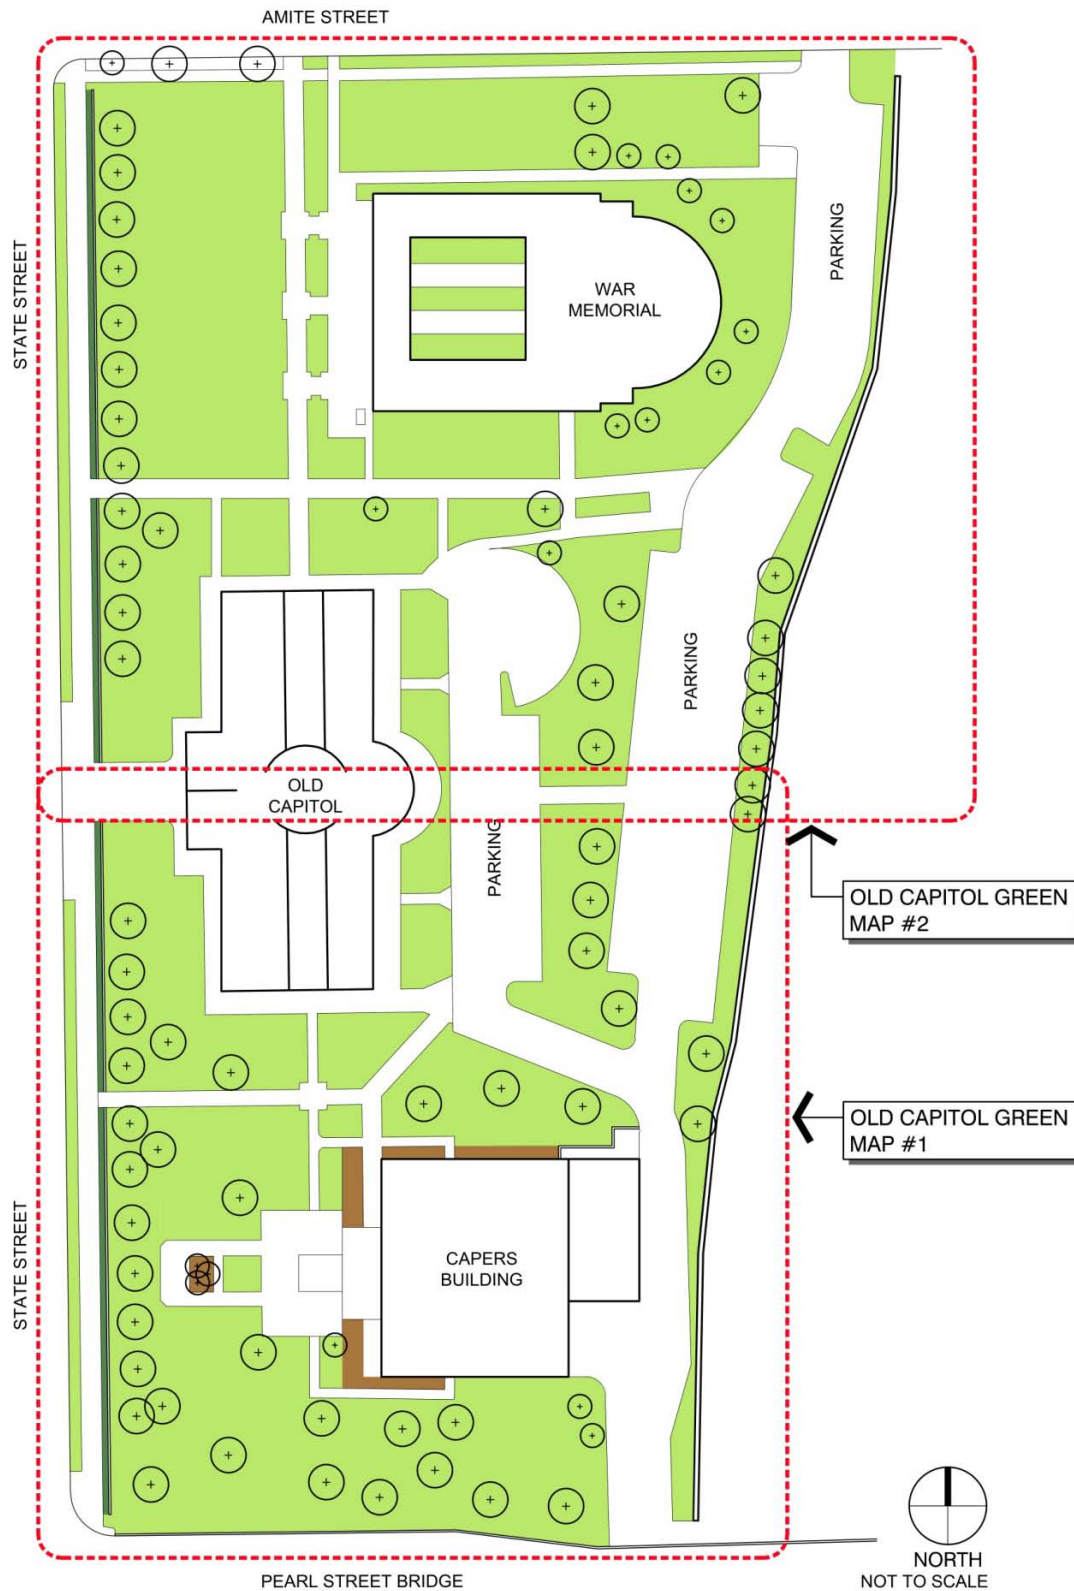 AMITE STREET
STATE STREET
WAR
MEMORIAL
PARKING
PARKING
OLD
CAPITOL
PARKING
OLD CAPITOL GREEN
MAP #2
OLD CAPITOL GREEN
MAP #1
STATE STREET
CAPERS
BUILDING
PEARL STREET BRIDGE
NORTH
NOT TO SCALE